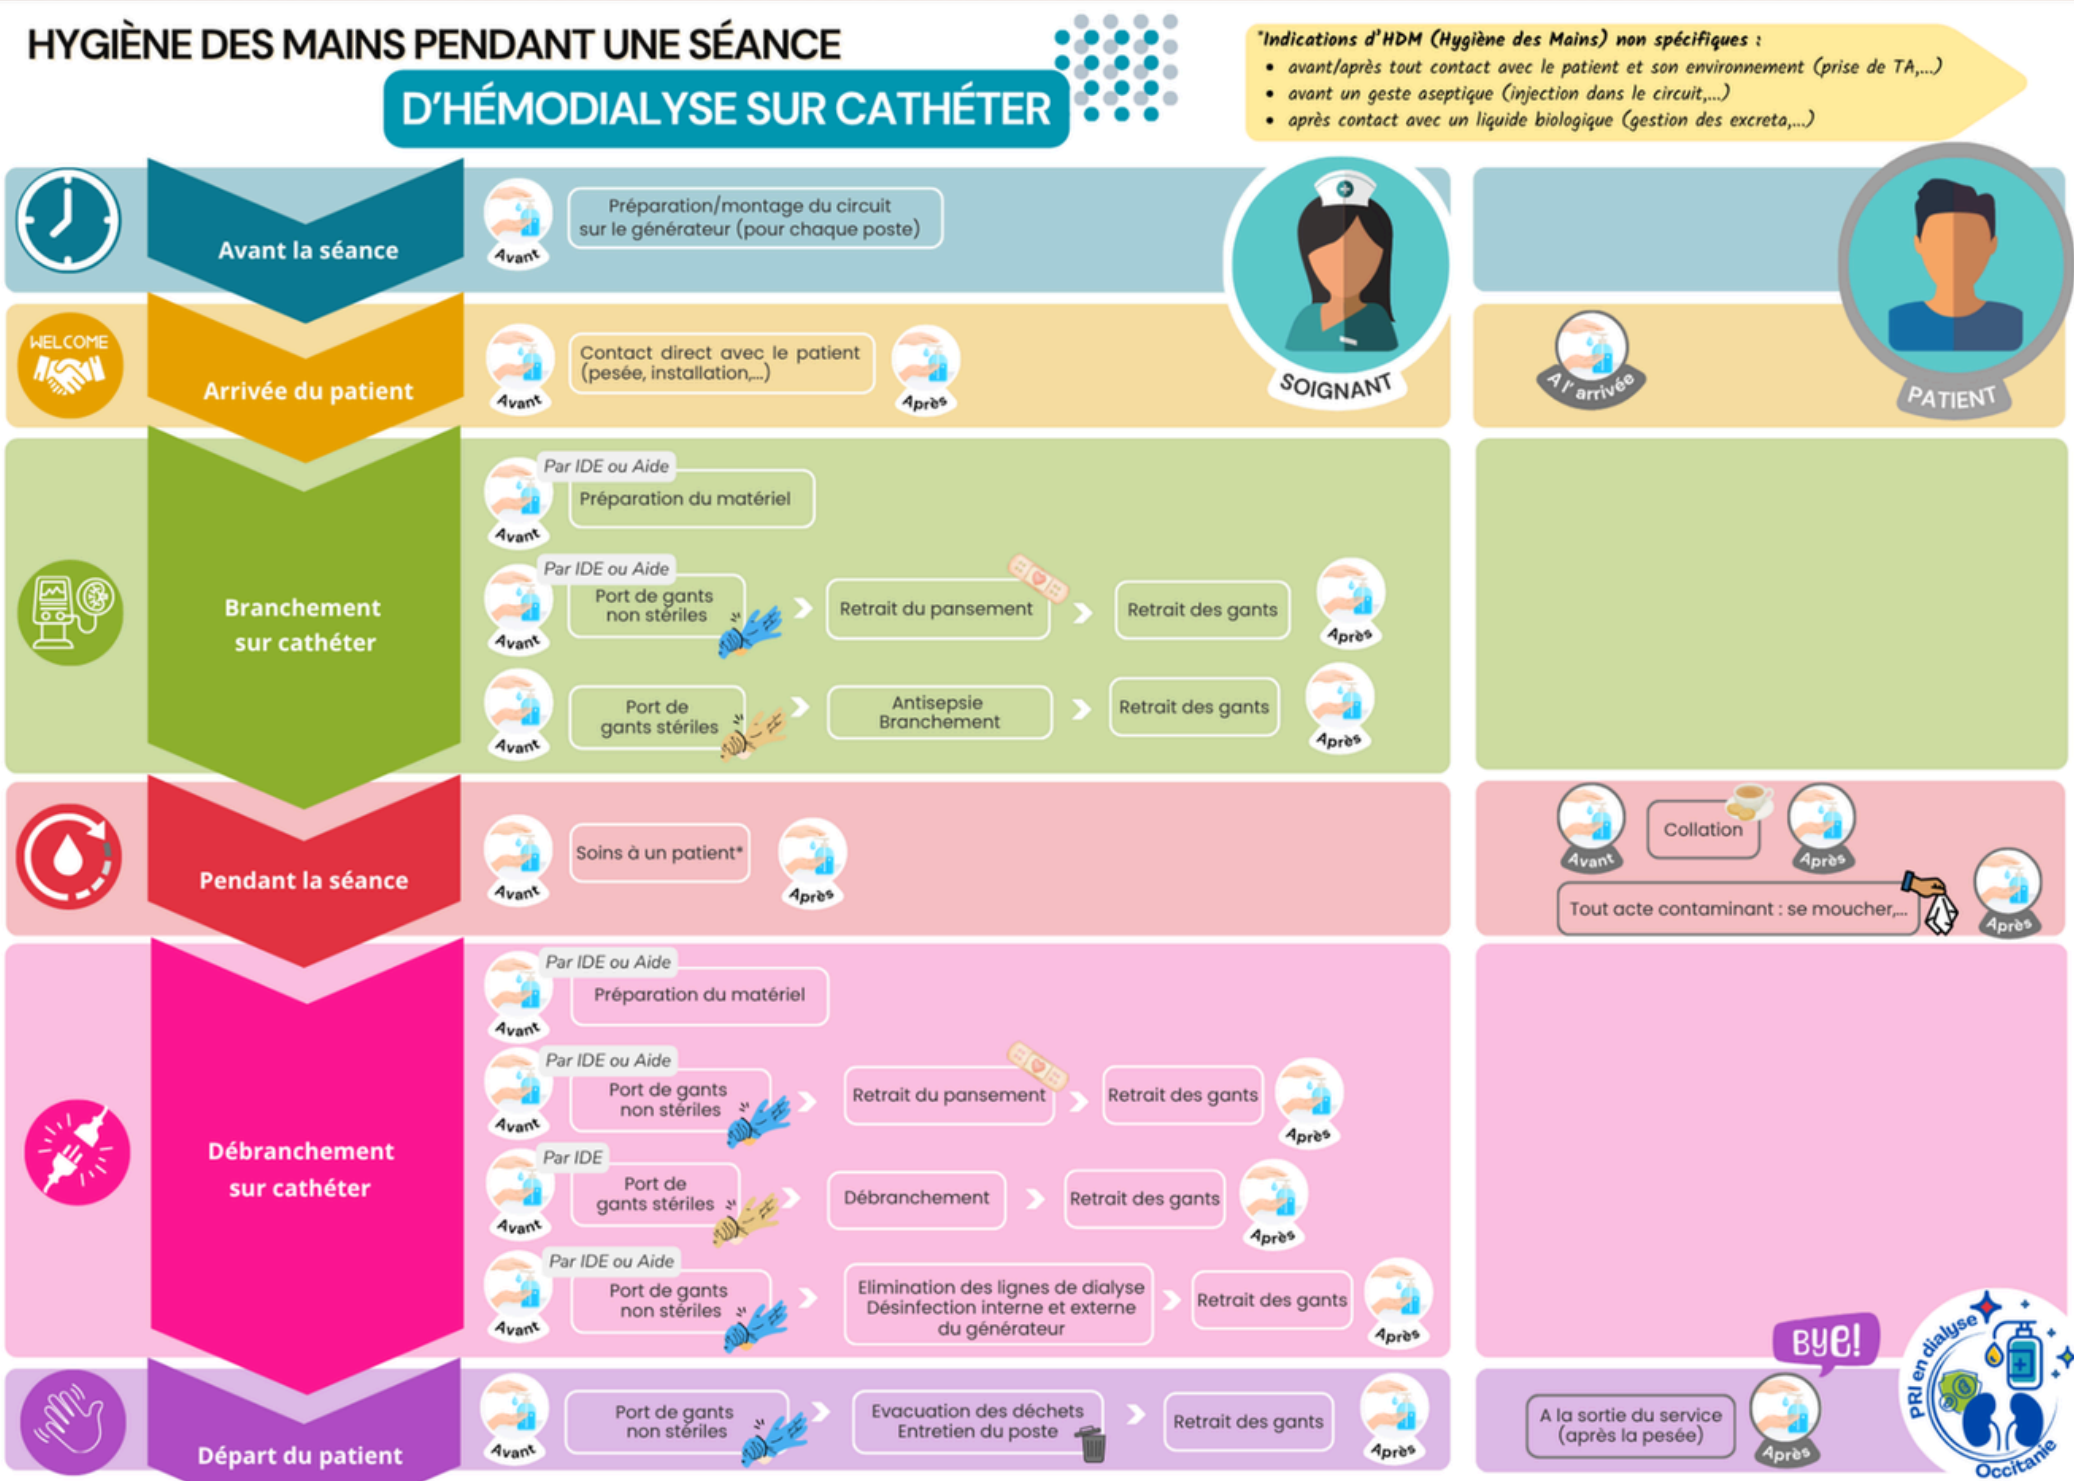 HYGIÈNE DES MAINS PENDANT UNE SÉANCE
D'HÉMODIALYSE SUR CATHÉTER
*Indications d'HDM (Hygiène des Mains) non spécifiques :
• avant/après tout contact avec le patient et son environnement (prise de TA,...)
• avant un geste aseptique (injection dans le circuit,...)
• après contact avec un liquide biologique (gestion des excreta,...)
SOIGNANT
PATIENT
Avant la séance
Avant
Préparation/montage du circuit
sur le générateur (pour chaque poste)
WELCOME
Arrivée du patient
Avant
Contact direct avec le patient
(pesée, installation,...)
Après
A l' arrivée
Branchement
sur cathéter
Avant
Par IDE ou Aide
Préparation du matériel
Avant
Par IDE ou Aide
Port de gants
non stériles
Retrait du pansement
Retrait des gants
Après
Avant
Port de
gants stériles
Antisepsie
Branchement
Retrait des gants
Après
Pendant la séance
Avant
Soins à un patient*
Après
Avant
Collation
Après
Tout acte contaminant : se moucher,...
Après
Débranchement
sur cathéter
Avant
Par IDE ou Aide
Préparation du matériel
Avant
Par IDE ou Aide
Port de gants
non stériles
Retrait du pansement
Retrait des gants
Après
Avant
Par IDE
Port de
gants stériles
Débranchement
Retrait des gants
Après
Avant
Par IDE ou Aide
Port de gants
non stériles
Elimination des lignes de dialyse
Désinfection interne et externe
du générateur
Retrait des gants
Après
Départ du patient
Avant
Port de gants
non stériles
Evacuation des déchets
Entretien du poste
Retrait des gants
Après
BYE!
A la sortie du service
(après la pesée)
Après
PRI en dialyse
Occitanie